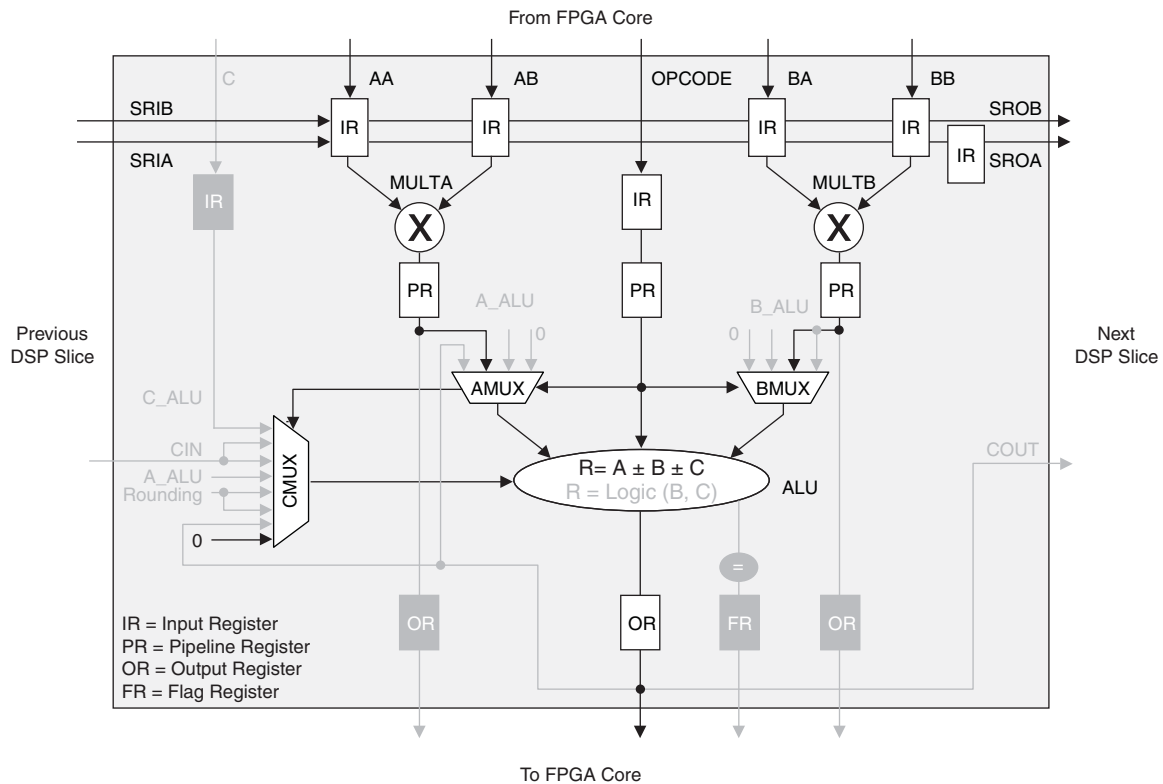 From FPGA Core
C
AA
AB
OPCODE
BA
BB
SRIB
SROB
IR
IR
IR
IR
SRIA
IR
SROA
MULTA
MULTB
IR
IR
X
X
PR
PR
PR
A_ALU
B_ALU
Previous
DSP Slice
0
0
Next
DSP Slice
AMUX
BMUX
C_ALU
CIN
COUT
A_ALU
Rounding
CMUX
R= A ± B ± C
R = Logic (B, C)
ALU
0
=
IR = Input Register
PR = Pipeline Register
OR = Output Register
FR = Flag Register
OR
OR
FR
OR
To FPGA Core